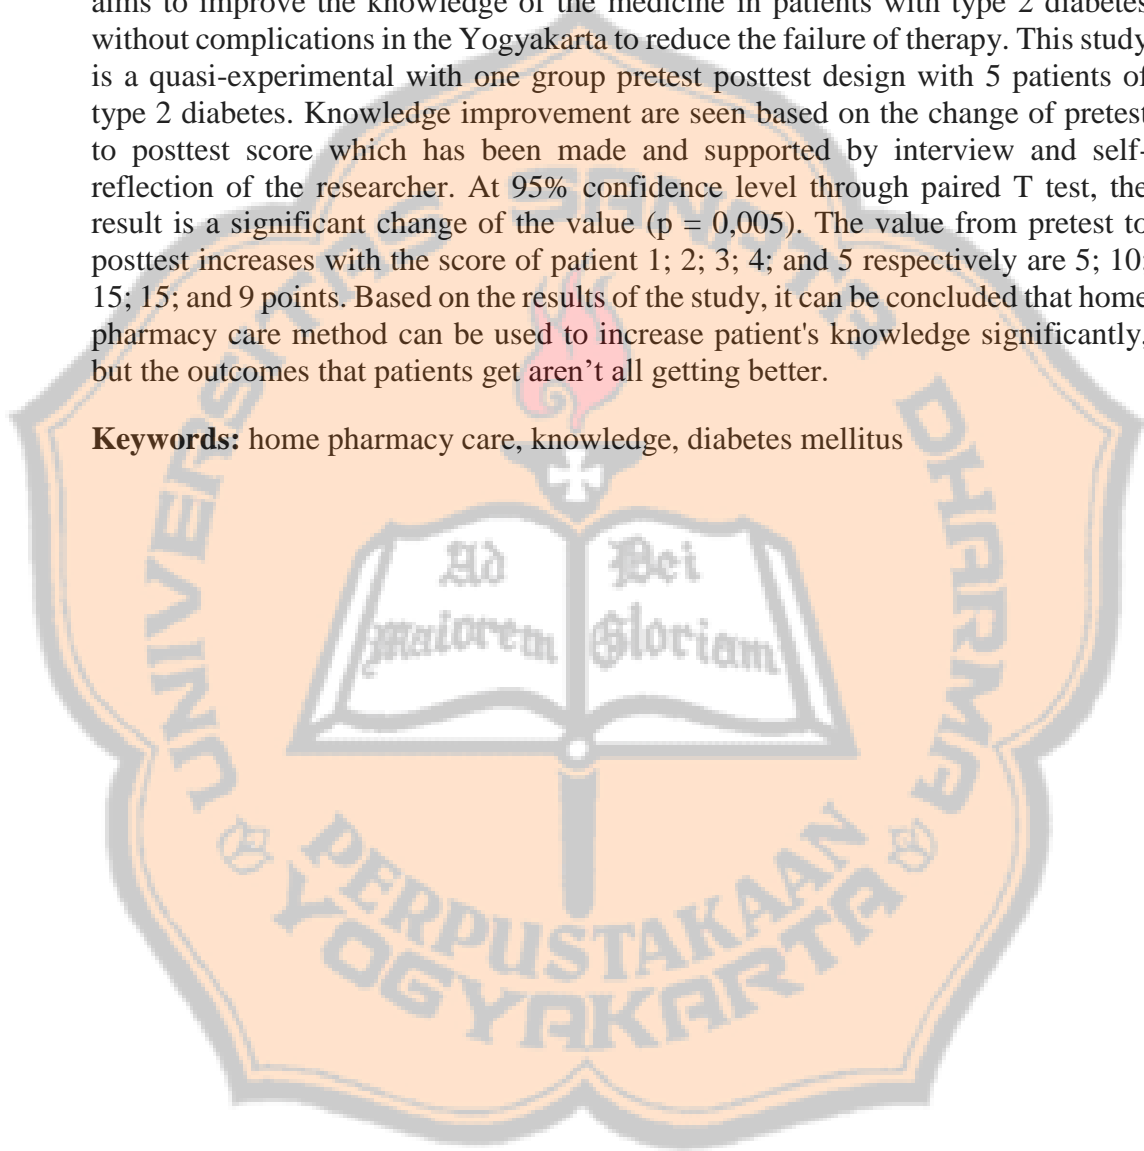 aims to improve the knowledge of the medicine in patients with type 2 diabetes
without complications in the Yogyakarta to reduce the failure of therapy. This study
is a quasi-experimental with one group pretest posttest design with 5 patients of
type 2 diabetes. Knowledge improvement are seen based on the change of pretest
to posttest score which has been made and supported by interview and self-
reflection of the researcher. At 95% confidence level through paired T test, the
result is a significant change of the value (p = 0,005). The value from pretest to
posttest increases with the score of patient 1; 2; 3; 4; and 5 respectively are 5; 10;
15; 15; and 9 points. Based on the results of the study, it can be concluded that home
pharmacy care method can be used to increase patient's knowledge significantly,
but the outcomes that patients get aren’t all getting better.
Keywords: home pharmacy care, knowledge, diabetes mellitus
UNIVERSITIS SANATA DHARMA
Ad Dei
Maiorem Gloriam
PERPUSTAKAAN
YOGYAKARTA